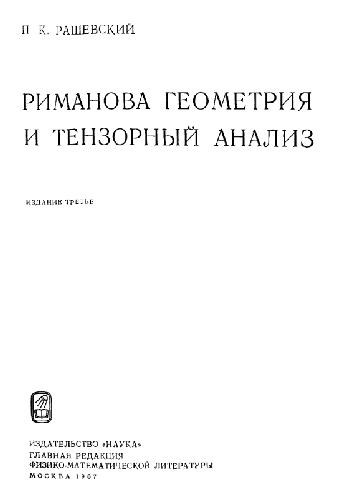 П. К. РАШЕВСКИЙ
РИМАНОВА ГЕОМЕТРИЯ
И ТЕНЗОРНЫЙ АНАЛИЗ
ИЗДАНИЕ ТРЕТЬЕ
ИЗДАТЕЛЬСТВО «НАУКА»
ГЛАВНАЯ РЕДАКЦИЯ
ФИЗИКО-МАТЕМАТИЧЕСКОЙ ЛИТЕРАТУРЫ
МОСКВА 1967